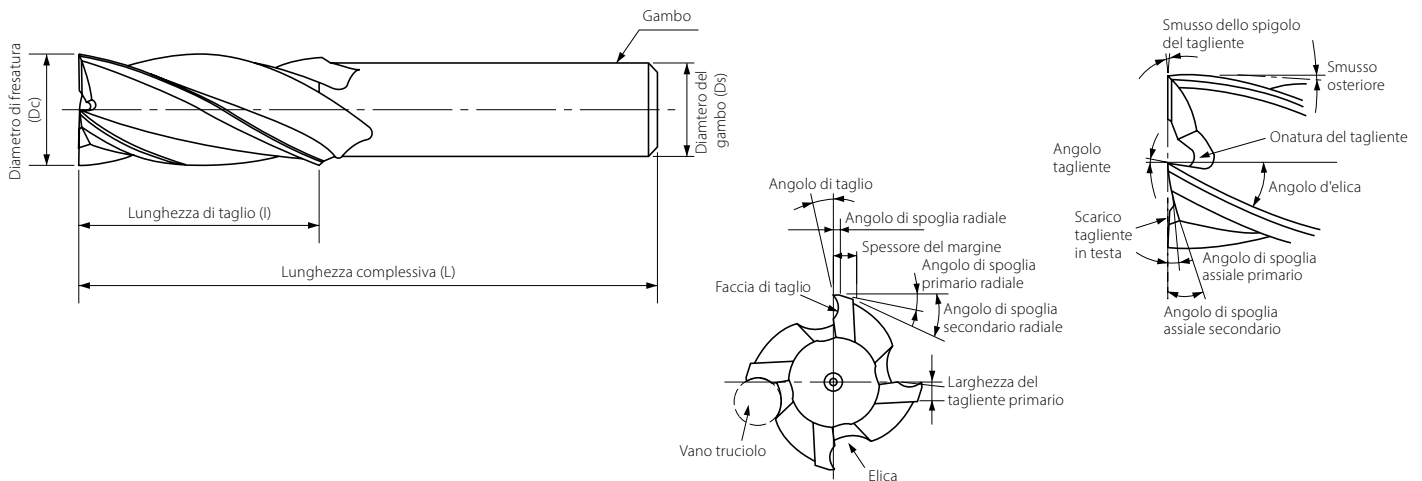 Gambo
Diametro di fresatura
(Dc)
Diamtero del
gambo (Ds)
Lunghezza di taglio (l)
Lunghezza complessiva (L)
Angolo di taglio
Angolo di spoglia radiale
Spessore del margine
Angolo di spoglia
primario radiale
Faccia di taglio
Angolo di spoglia
secondario radiale
Larghezza del
tagliente primario
Vano truciolo
Elica
Smusso dello spigolo
del tagliente
Smusso
osteriore
Onatura del tagliente
Angolo
tagliente
Angolo d'elica
Scarico
tagliente
in testa
Angolo di spoglia
assiale primario
Angolo di spoglia
assiale secondario